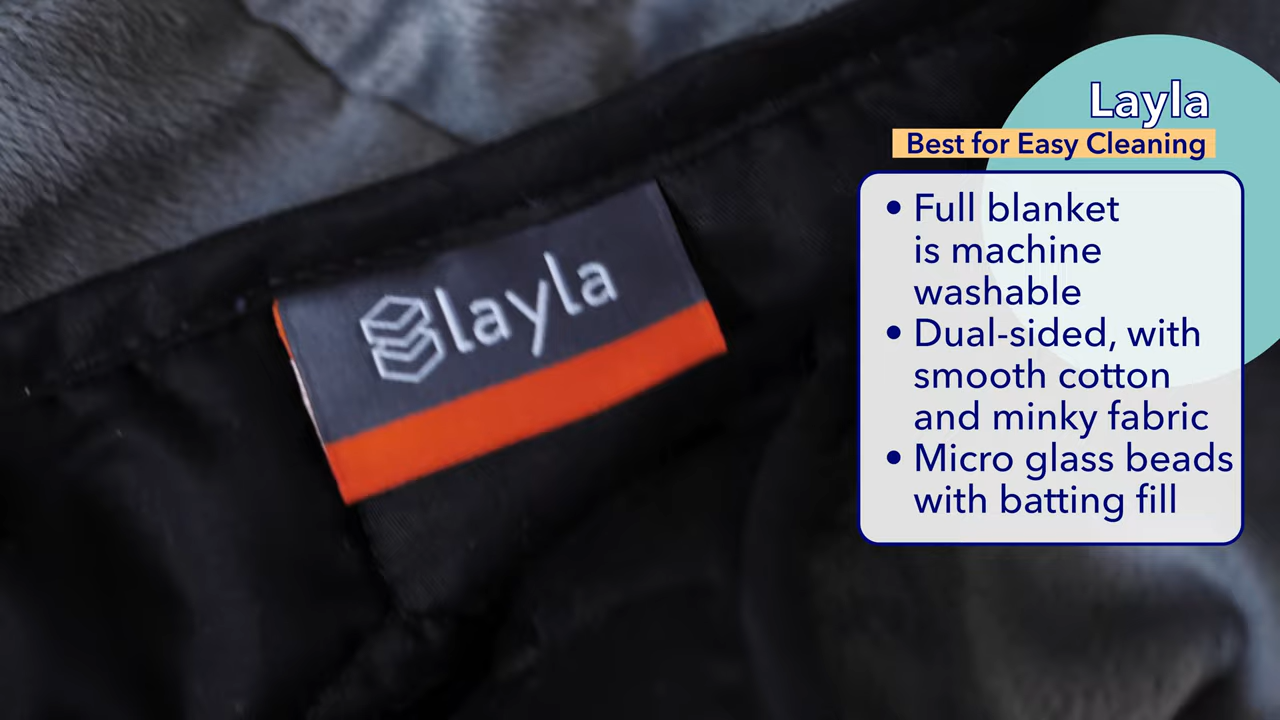 layla
Layla
Best for Easy Cleaning
• Full blanket
is machine
washable
• Dual-sided, with
smooth cotton
and minky fabric
• Micro glass beads
with batting fill